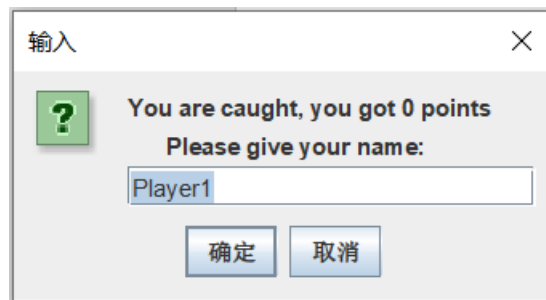 输入
?
You are caught, you got 0 points
Please give your name:
Player1
确定 取消